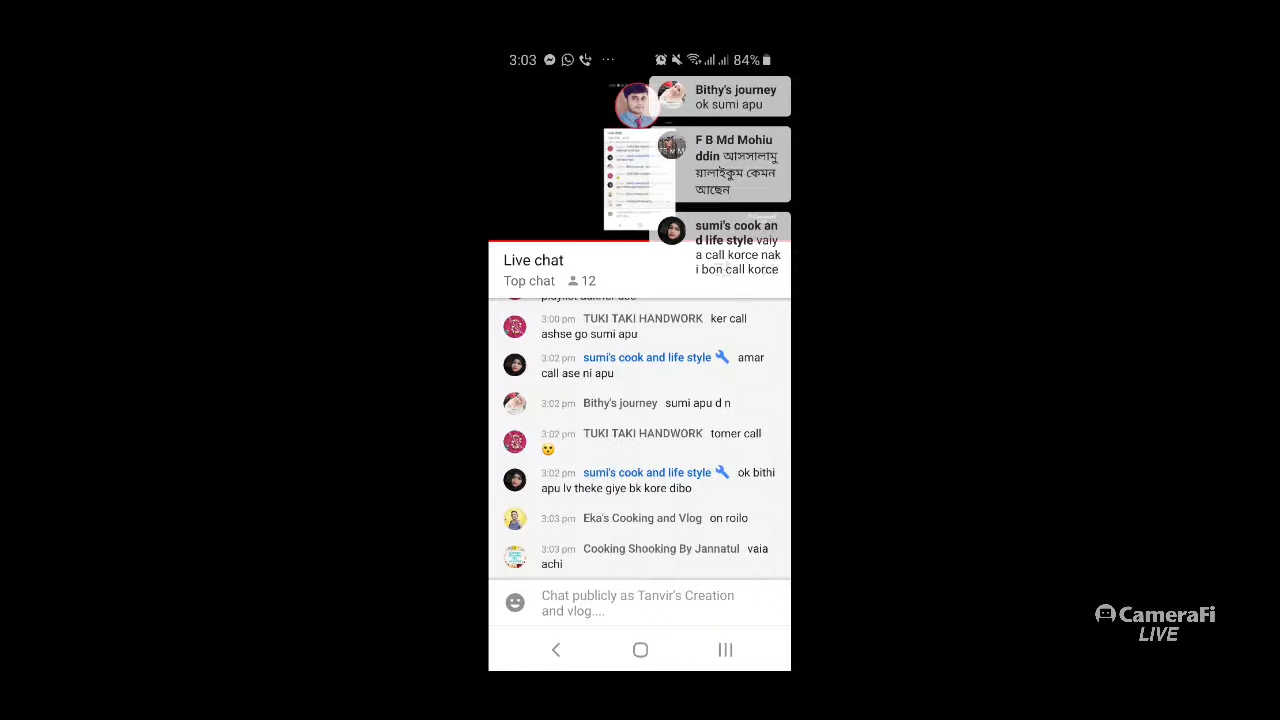 3:03
84%
Bithy's journey
ok sumi apu
F B Md Mohiu
ddin আসসালামু
য়ালাইকুম কেমন
আছেন
sumi's cook an
d life style vaiy
a call korce nak
i bon call korce
Live chat
Top chat 12
3:00 pm TUKI TAKI HANDWORK ker call
ashse go sumi apu
3:02 pm sumi's cook and life style amar
call ase ni apu
3:02 pm Bithy's journey sumi apu d n
3:02 pm TUKI TAKI HANDWORK tomer call
3:02 pm sumi's cook and life style ok bithi
apu lv theke giye bk kore dibo
3:03 pm Eka's Cooking and Vlog on roilo
3:03 pm Cooking Shooking By Jannatul vaia
achi
Chat publicly as Tanvir's Creation
and vlog....
CameraFi
LIVE